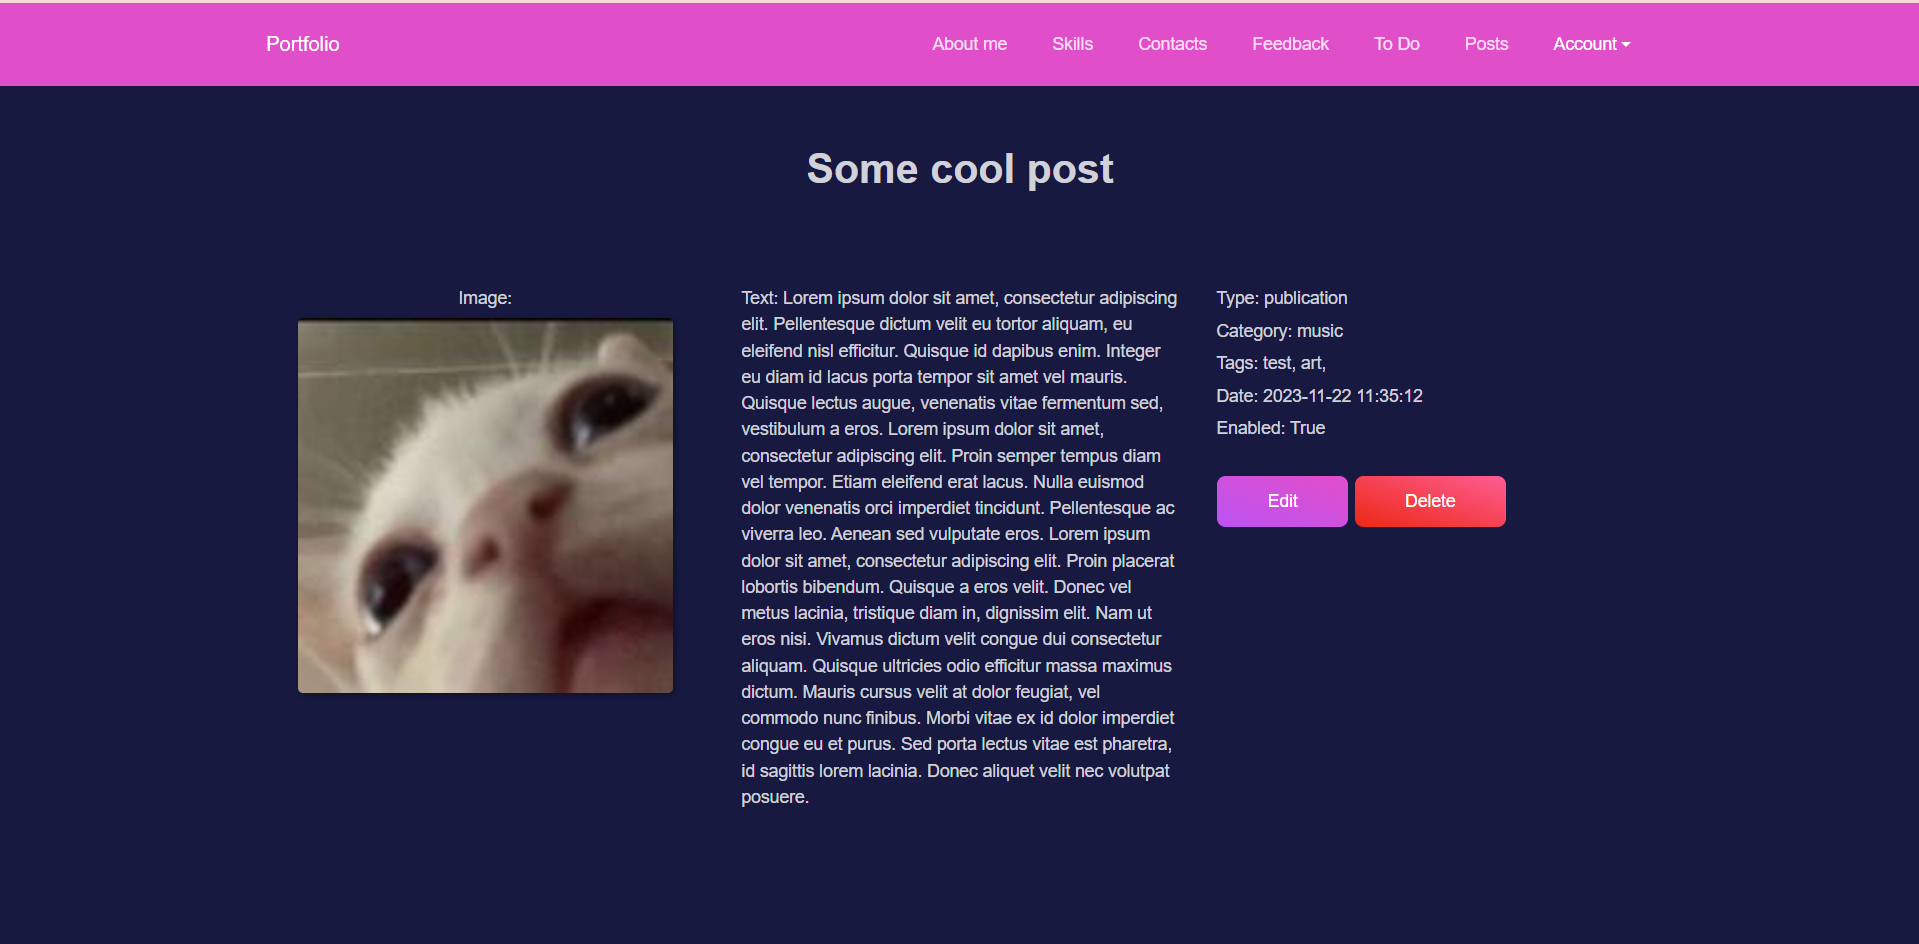 Portfolio
About me
Skills
Contacts
Feedback
To Do
Posts
Account
Some cool post
Image:
Text: Lorem ipsum dolor sit amet, consectetur adipiscing
elit. Pellentesque dictum velit eu tortor aliquam, eu
eleifend nisl efficitur. Quisque id dapibus enim. Integer
eu diam id lacus porta tempor sit amet vel mauris.
Quisque lectus augue, venenatis vitae fermentum sed,
vestibulum a eros. Lorem ipsum dolor sit amet,
consectetur adipiscing elit. Proin semper tempus diam
vel tempor. Etiam eleifend erat lacus. Nulla euismod
dolor venenatis orci imperdiet tincidunt. Pellentesque ac
viverra leo. Aenean sed vulputate eros. Lorem ipsum
dolor sit amet, consectetur adipiscing elit. Proin placerat
lobortis bibendum. Quisque a eros velit. Donec vel
metus lacinia, tristique diam in, dignissim elit. Nam ut
eros nisi. Vivamus dictum velit congue dui consectetur
aliquam. Quisque ultricies odio efficitur massa maximus
dictum. Mauris cursus velit at dolor feugiat, vel
commodo nunc finibus. Morbi vitae ex id dolor imperdiet
congue eu et purus. Sed porta lectus vitae est pharetra,
id sagittis lorem lacinia. Donec aliquet velit nec volutpat
posuere.
Type: publication
Category: music
Tags: test, art,
Date: 2023-11-22 11:35:12
Enabled: True
Edit
Delete